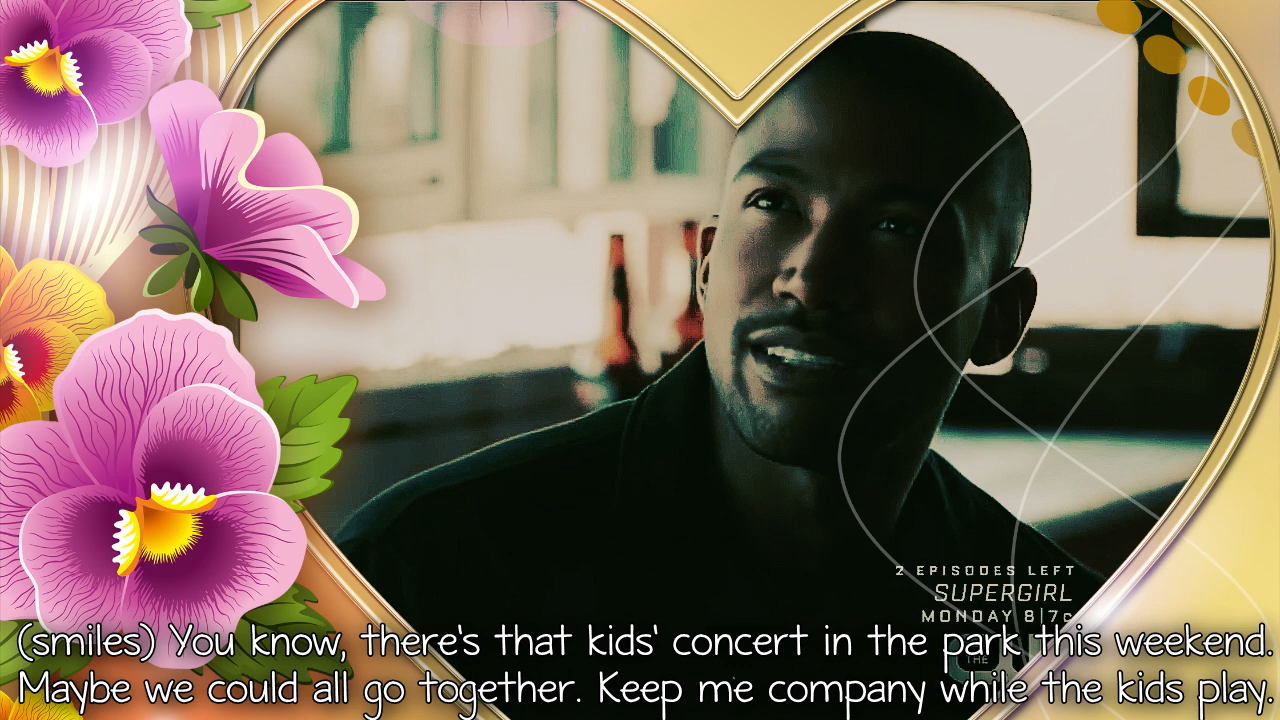 2 EPISODES LEFT
SUPERGIRL
MONDAY 8|7c
THE
(smiles) You know, there's that kids' concert in the park this weekend.
Maybe we could all go together. Keep me company while the kids play.